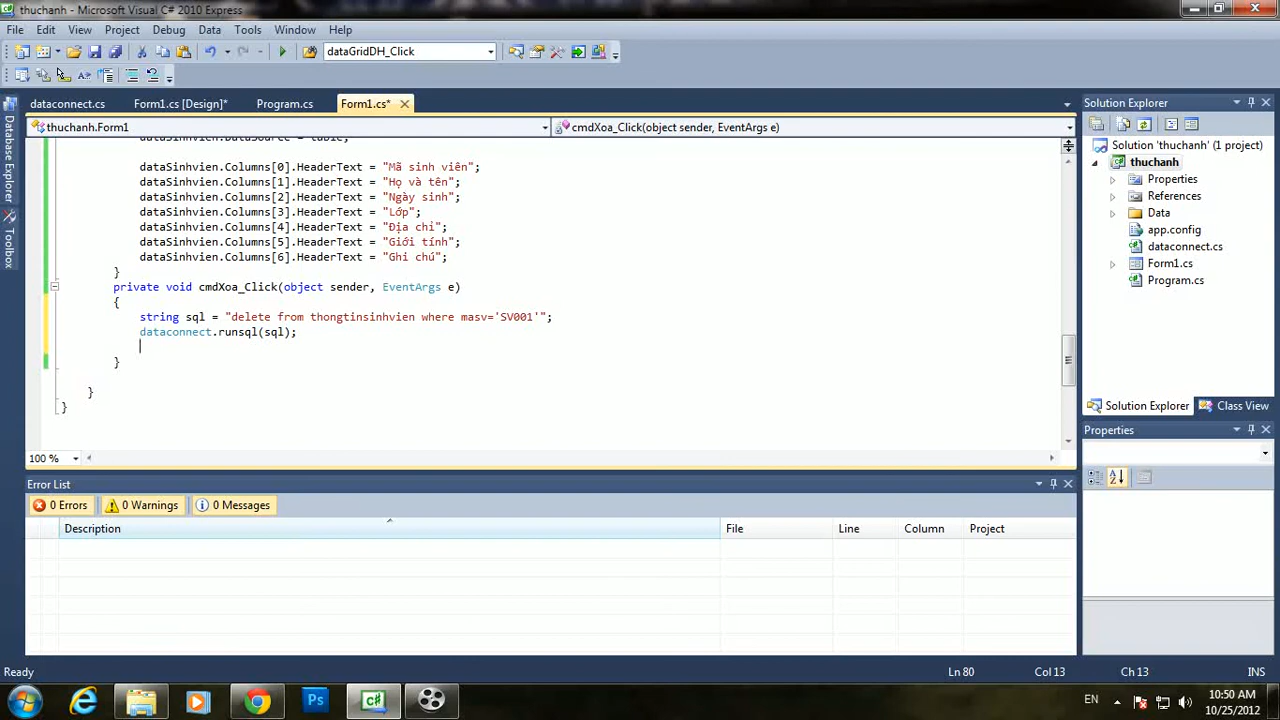 thuchanh - Microsoft Visual C# 2010 Express
File Edit View Project Debug Data Tools Window Help
dataGridDH_Click
dataconnect.cs Form1.cs [Design]* Program.cs Form1.cs*
thuchanh.Form1 cmdXoa_Click(object sender, EventArgs e)
dataSinhvien.DataSource = table;
dataSinhvien.Columns[0].HeaderText = "Mã sinh viên";
dataSinhvien.Columns[1].HeaderText = "Họ và tên";
dataSinhvien.Columns[2].HeaderText = "Ngày sinh";
dataSinhvien.Columns[3].HeaderText = "Lớp";
dataSinhvien.Columns[4].HeaderText = "Địa chỉ";
dataSinhvien.Columns[5].HeaderText = "Giới tính";
dataSinhvien.Columns[6].HeaderText = "Ghi chú";
}
private void cmdXoa_Click(object sender, EventArgs e)
{
string sql = "delete from thongtinsinhvien where masv='SV001'";
dataconnect.runsql(sql);
}
}
}
100 %
Database Explorer
Toolbox
Solution Explorer
Solution 'thuchanh' (1 project)
thuchanh
Properties
References
Data
app.config
dataconnect.cs
Form1.cs
Program.cs
Solution Explorer Class View
Properties
Error List
0 Errors 0 Warnings 0 Messages
Description File Line Column Project
Ready Ln 80 Col 13 Ch 13 INS
Ps C# EN 10:50 AM
10/25/2012